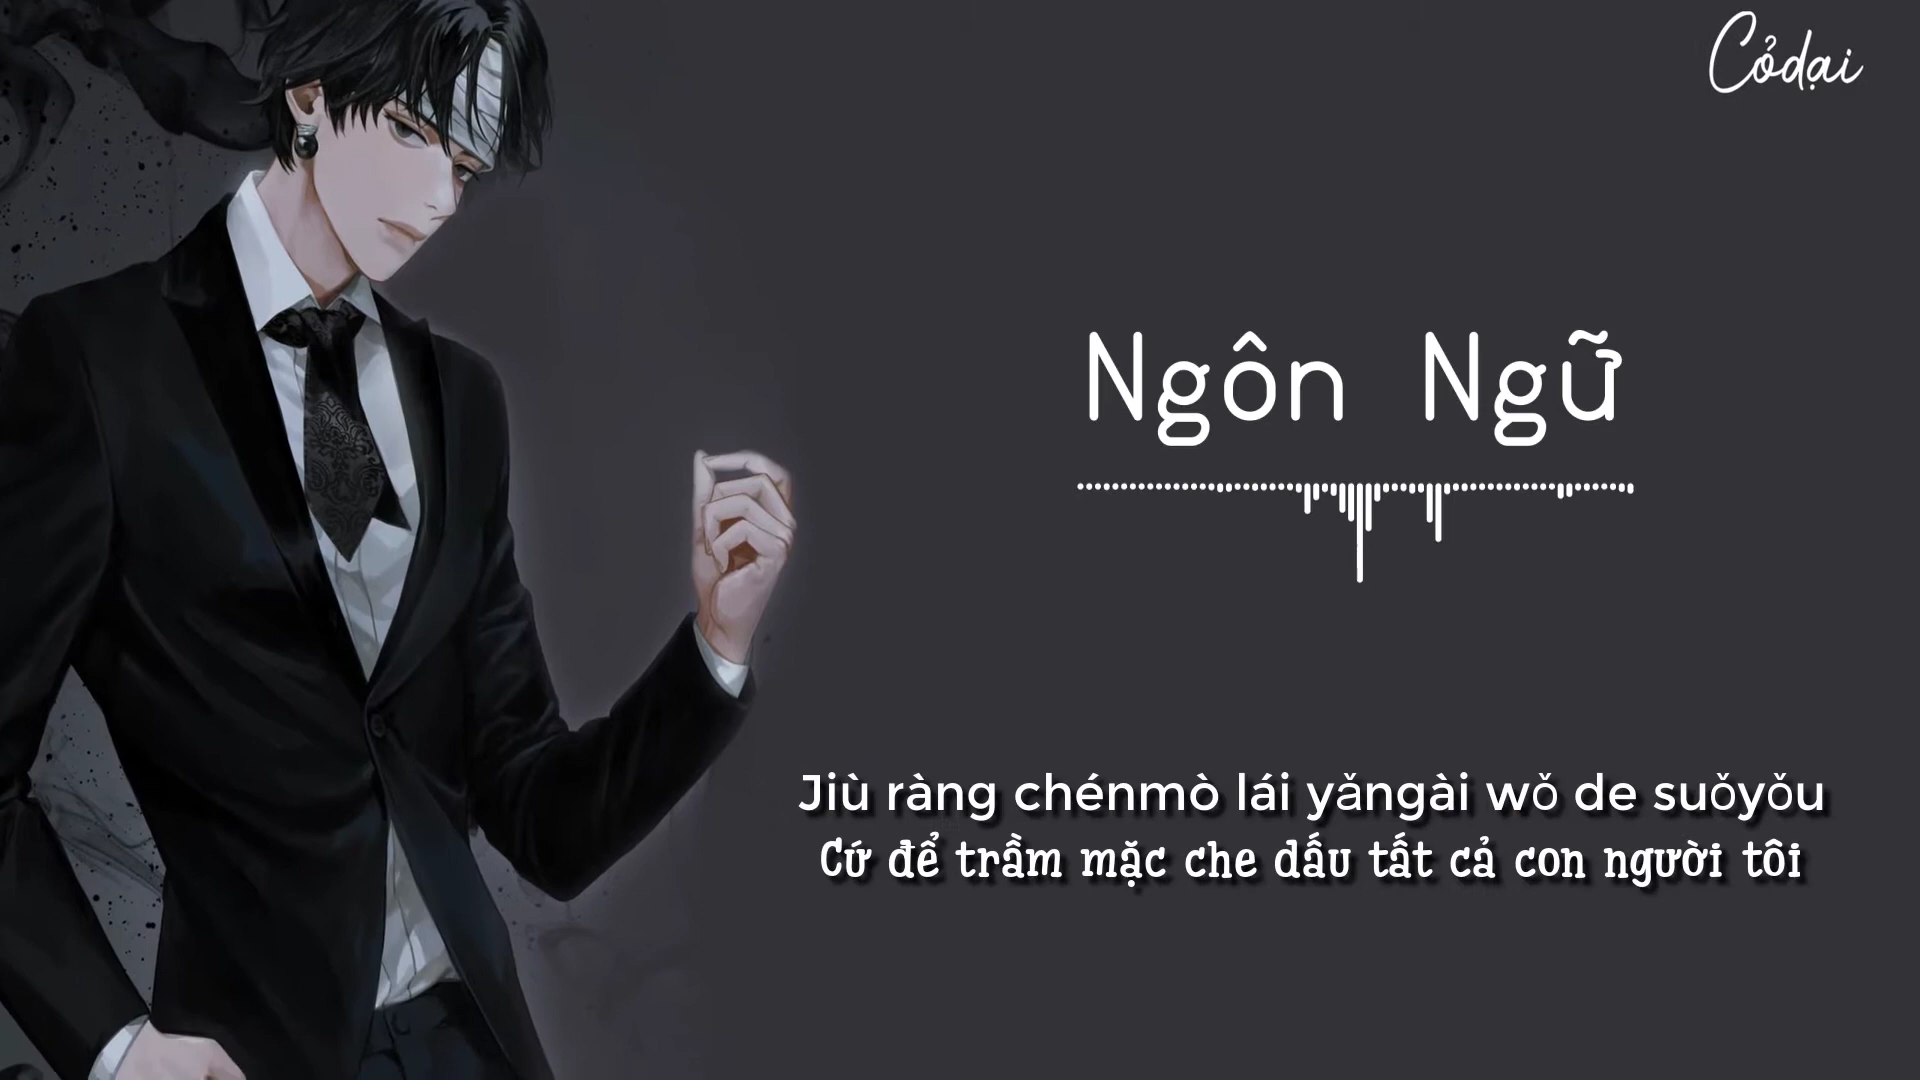 Cỏdại
Ngôn Ngữ
Jiù ràng chénmò lái yǎngài wǒ de suǒyǒu
Cứ để trầm mặc che dấu tất cả con người tôi